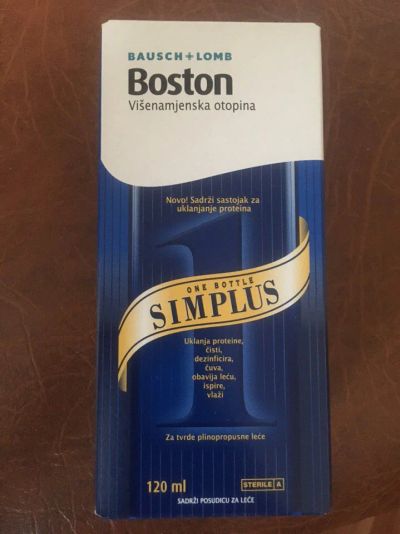 BAUSCH + LOMB
Boston
Višenamjenska otopina
Novo! Sadrži sastojak za
uklanjanje proteina
1
ONE BOTTLE
SIMPLUS
Uklanja proteine,
čisti,
dezinficira,
čuva,
obavija leću,
ispire,
vlaži
Za tvrde plinopropusne leće
120 ml
STERILE A
SADRŽI POSUDICU ZA LEĆE